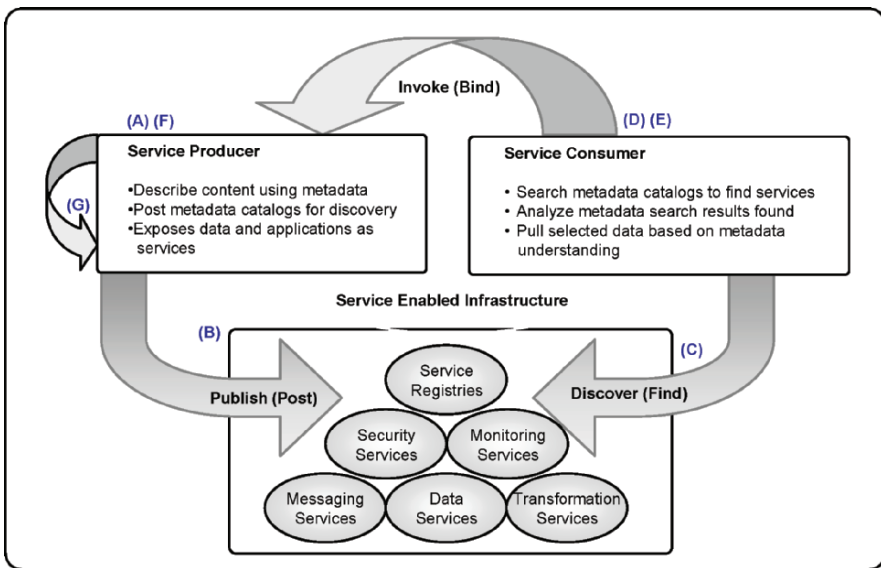 Invoke (Bind)
(A) (F)
(D) (E)
Service Producer
•Describe content using metadata
•Post metadata catalogs for discovery
•Exposes data and applications as
services
(G)
Service Consumer
• Search metadata catalogs to find services
• Analyze metadata search results found
• Pull selected data based on metadata
understanding
Service Enabled Infrastructure
(B)
(C)
Publish (Post)
Discover (Find)
Service
Registries
Security
Services
Monitoring
Services
Messaging
Services
Data
Services
Transformation
Services